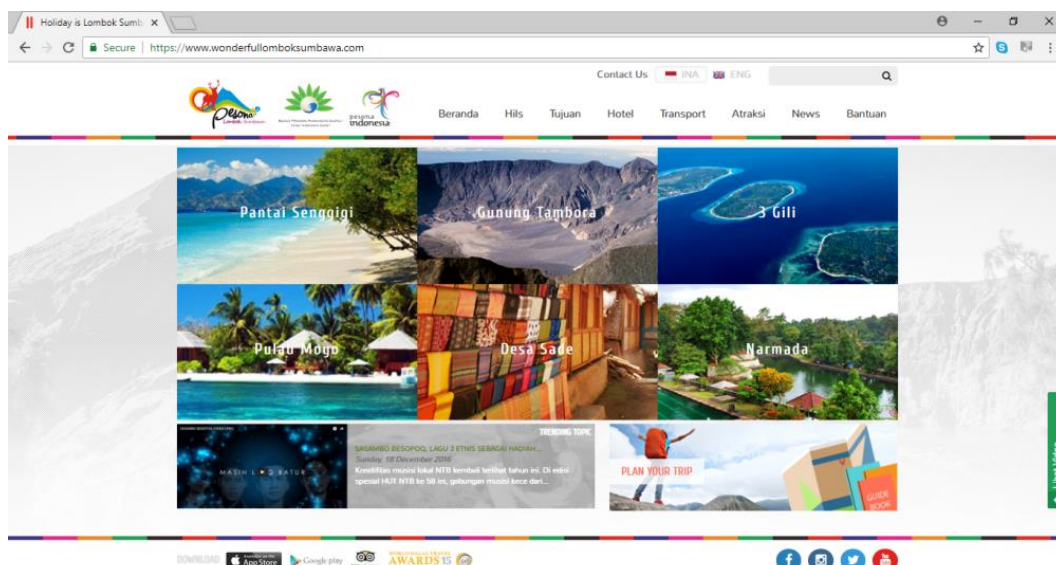 Holiday is Lombok Sumb
Secure | https://www.wonderfullomboksumbawa.com
Contact Us INA ENG
Pesona
pesona indonesia
Beranda Hils Tujuan Hotel Transport Atraksi News Bantuan
Pantai Senggigi Gunung Tambora 3 Gili
Pulau Moyo Desa Sade Narmada
TRENDING TOPIC
SASAMBO BESOPOQ, LAGU 3 ETNIS SEBAGAI HADIAH...
Sunday, 18 December 2016
Kreatifitas musisi lokal NTB kembali terlihat tahun ini. Di edisi
spesial HUT NTB ke 58 ini, gabungan musisi kece dari...
PLAN YOUR TRIP
GUIDE
BOOK
DOWNLOAD App Store Google play AWARDS 15